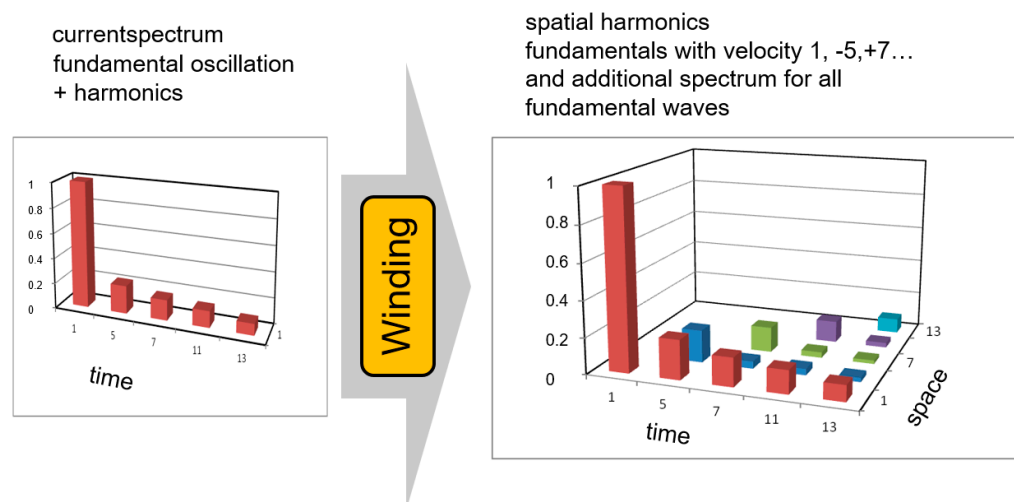 currentspectrum
fundamental oscillation
+ harmonics
spatial harmonics
fundamentals with velocity 1, -5,+7…
and additional spectrum for all
fundamental waves
1
0.8
0.6
0.4
0.2
0
1
5
7
11
13
1
time
Winding
1
0.8
0.6
0.4
0.2
0
1
5
7
11
13
1
7
13
time
space